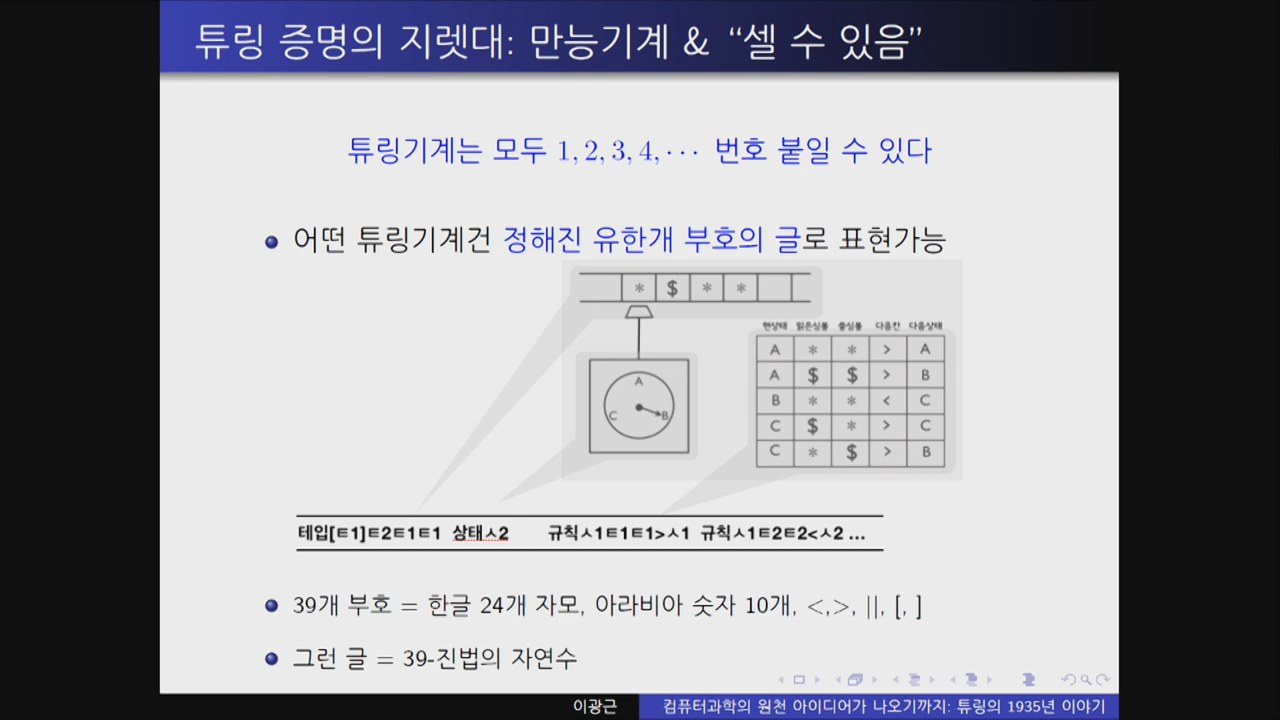 튜링 증명의 지렛대: 만능기계 & “셀 수 있음”
튜링기계는 모두 1, 2, 3, 4, ··· 번호 붙일 수 있다
어떤 튜링기계건 정해진 유한개 부호의 글로 표현가능
* $ * *
현상태 읽은심볼 쓸심볼 다음칸 다음상태
A * * > A
A $ $ > B
B * * < C
C $ * > C
C * $ > B
A
C B
테입[ㅌ1]ㅌ2ㅌ1ㅌ1 상태ㅅ2 규칙ㅅ1ㅌ1ㅌ1>ㅅ1 규칙ㅅ1ㅌ2ㅌ2<ㅅ2 ...
39개 부호 = 한글 24개 자모, 아라비아 숫자 10개, <,>, ||, [, ]
그런 글 = 39-진법의 자연수
이광근 컴퓨터과학의 원천 아이디어가 나오기까지: 튜링의 1935년 이야기